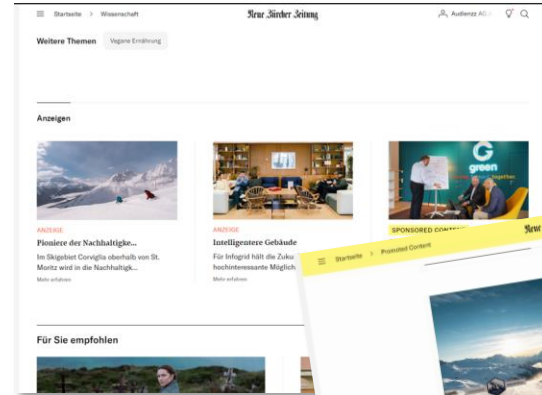 Startseite > Wissenschaft
Neue Zürcher Zeitung
Audienzz AG
Weitere Themen
Vegane Ernährung
Anzeigen
ANZEIGE
Pioniere der Nachhaltigke...
Im Skigebiet Corviglia oberhalb von St.
Moritz wird in die Nachhaltigk...
Mehr erfahren
ANZEIGE
Intelligentere Gebäude
Für Infogrid hält die Zuku
hochinteressante Möglich
Mehr erfahren
green
together.
SPONSORED CONTENT
Startseite > Promoted Content
Neue
Für Sie empfohlen